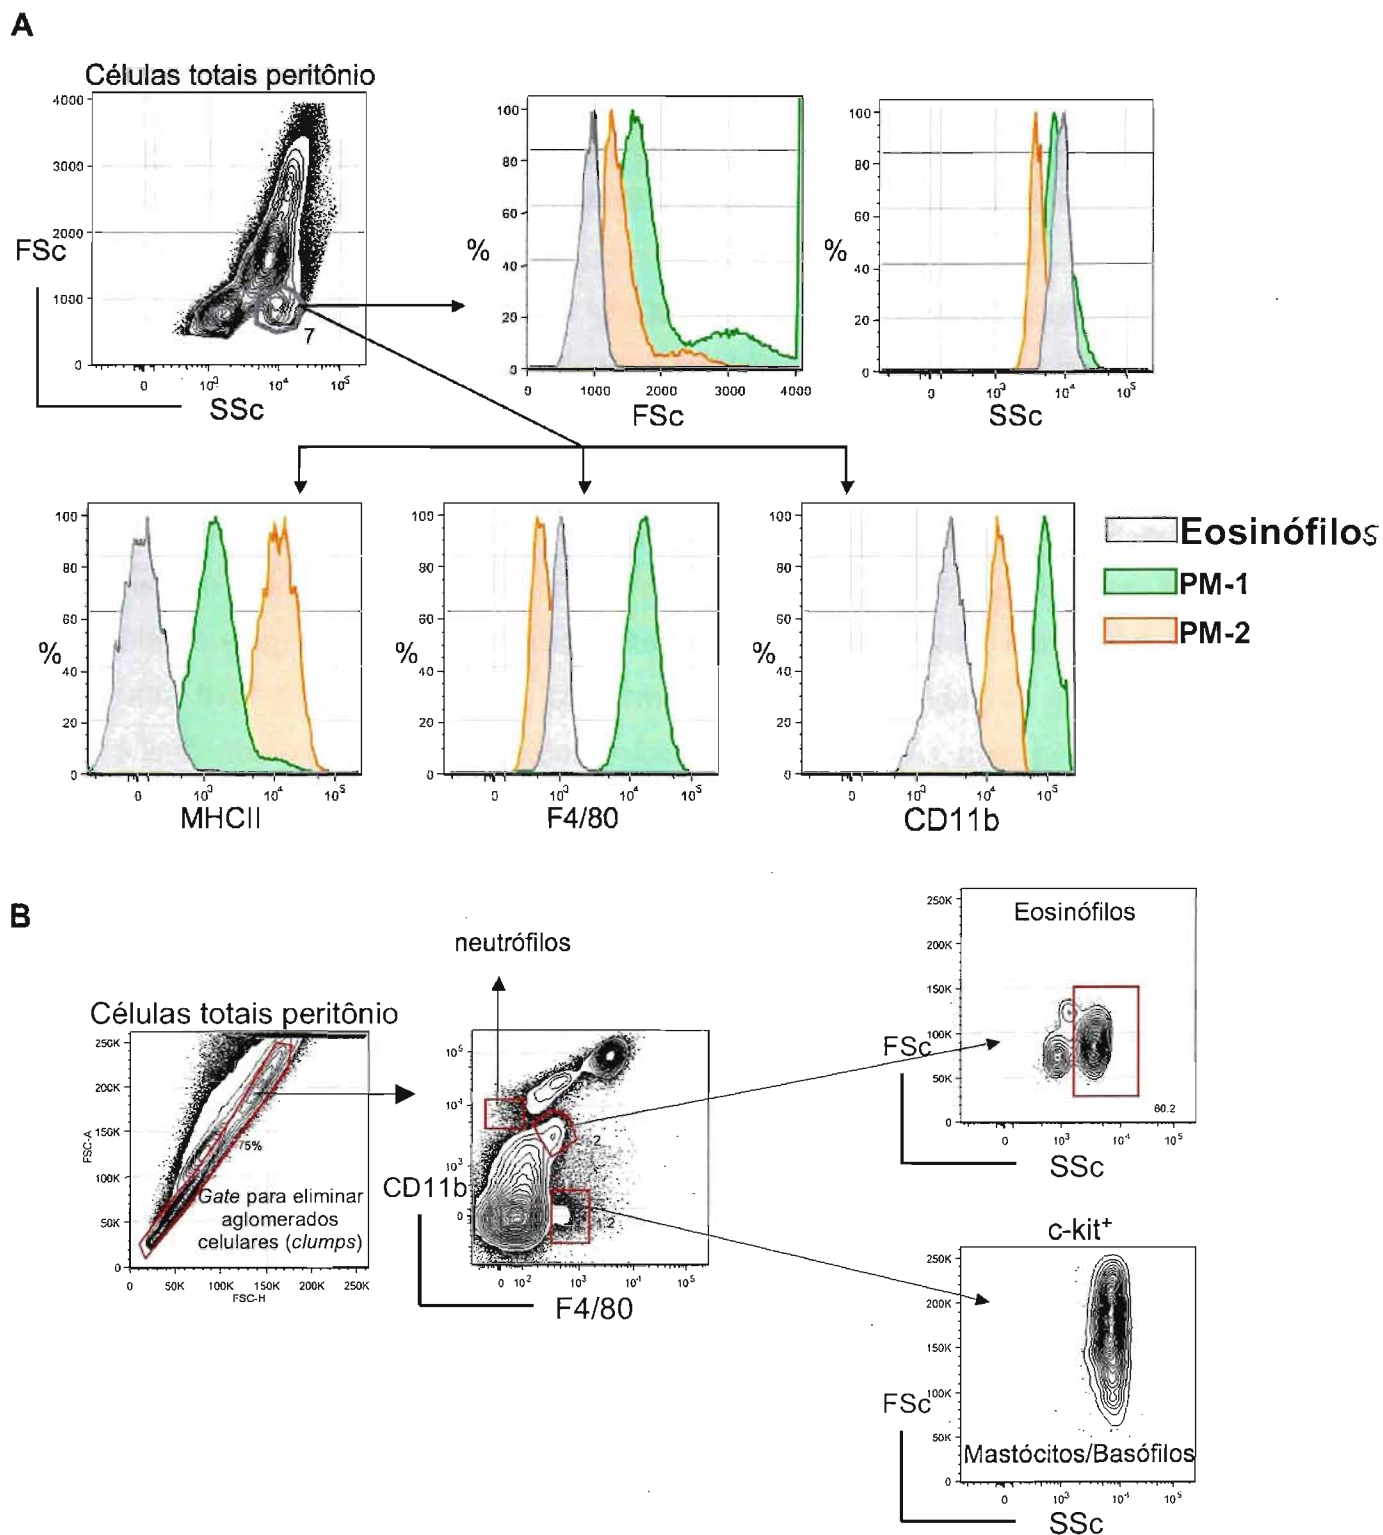 A
Células totais peritônio
4000
3000
2000
1000
0
FSc
7
0 10³ 10⁴ 10⁵
SSc
100
80
60
40
20
0
%
0 1000 2000 3000 4000
FSc
100
80
60
40
20
0
%
0 10³ 10⁴ 10⁵
SSc
100
80
60
40
20
0
%
0 10³ 10⁴ 10⁵
MHCII
100
80
60
40
20
0
%
0 10³ 10⁴ 10⁵
F4/80
100
80
60
40
20
0
%
0 10³ 10⁴ 10⁵
CD11b
Eosinófilos
PM-1
PM-2
B
Células totais peritônio
250K
200K
150K
100K
50K
0
FSC-A
75%
Gate para eliminar
aglomerados
celulares (clumps)
0 50K 100K 150K 200K 250K
FSC-H
neutrófilos
10⁵
10⁴
10³
0
CD11b
0 10² 10³ 10⁴ 10⁵
F4/80
Eosinófilos
250K
200K
150K
100K
50K
0
FSc
60.2
0 10³ 10⁴ 10⁵
SSc
c-kit⁺
250K
200K
150K
100K
50K
0
FSc
Mastócitos/Basófilos
0 10³ 10⁴ 10⁵
SSc